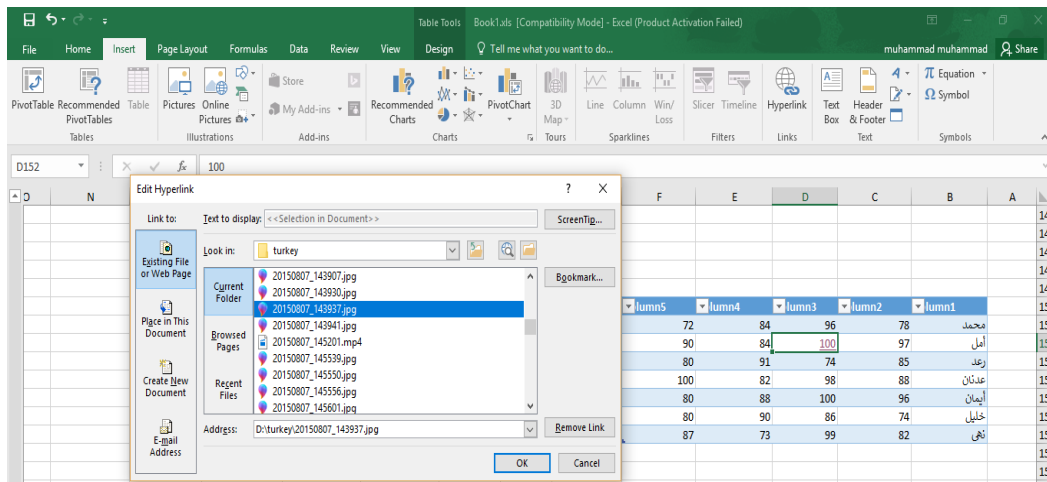 Table Tools Book1.xls [Compatibility Mode] - Excel (Product Activation Failed)
File Home Insert Page Layout Formulas Data Review View Design Tell me what you want to do... muhammad muhammad Share
PivotTable Recommended PivotTables Table Pictures Online Pictures Store My Add-ins Recommended Charts PivotChart 3D Map Line Column Win/Loss Slicer Timeline Hyperlink Text Box Header & Footer Equation Symbol
Tables Illustrations Add-ins Charts Tours Sparklines Filters Links Text Symbols
D152 fx 100
N F E D C B A
Edit Hyperlink ? X
Link to: Text to display: <<Selection in Document>> ScreenTip...
Existing File or Web Page
Look in: turkey
Bookmark...
Current Folder
Browsed Pages
Recent Files
20150807_143907.jpg
20150807_143930.jpg
20150807_143937.jpg
20150807_143941.jpg
20150807_145201.mp4
20150807_145539.jpg
20150807_145550.jpg
20150807_145556.jpg
20150807_145601.jpg
Place in This Document
Create New Document
E-mail Address
Address: D:\turkey\20150807_143937.jpg Remove Link
OK Cancel
lumn5 lumn4 lumn3 lumn2 lumn1
72 84 96 78 محمد
90 84 100 97 أمل
80 91 74 85 رعد
100 82 98 88 عدنان
80 88 100 96 أيمان
80 90 86 74 خليل
87 73 99 82 نهى